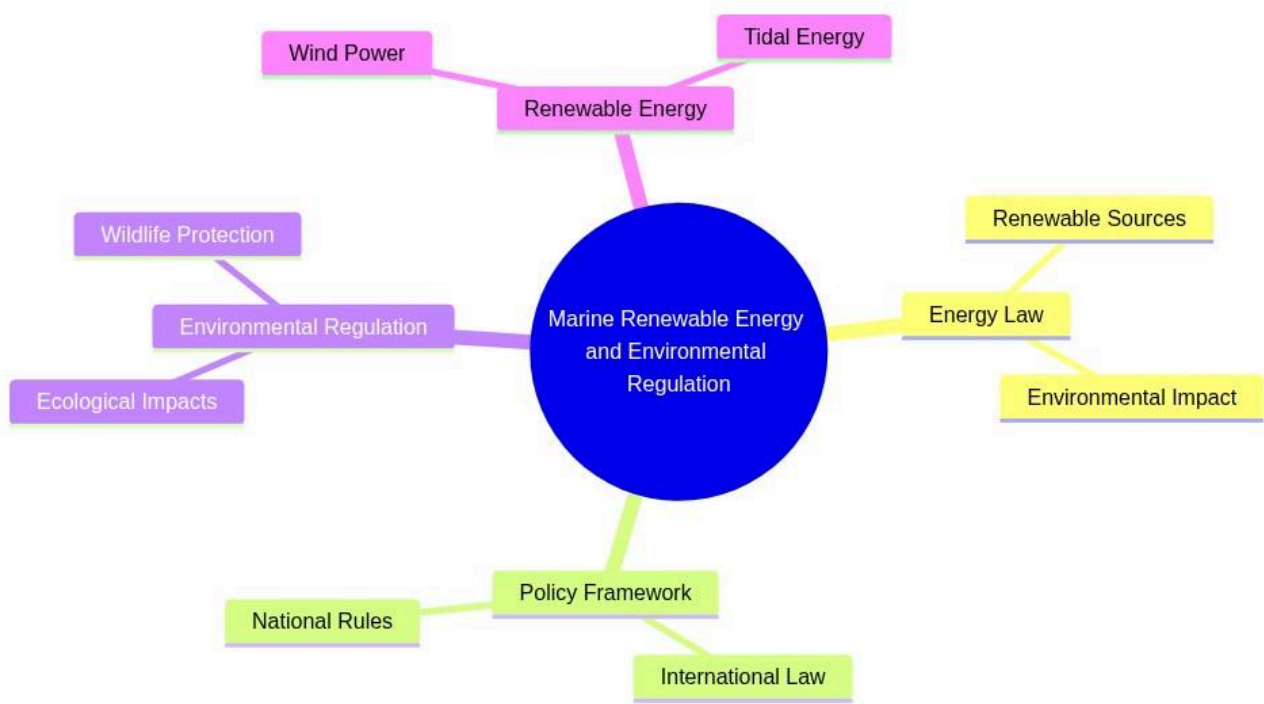 Tidal Energy
Wind Power
Renewable Energy
Renewable Sources
Wildlife Protection
Energy Law
Environmental Regulation
Marine Renewable Energy
and Environmental
Regulation
Environmental Impact
Ecological Impacts
Policy Framework
National Rules
International Law